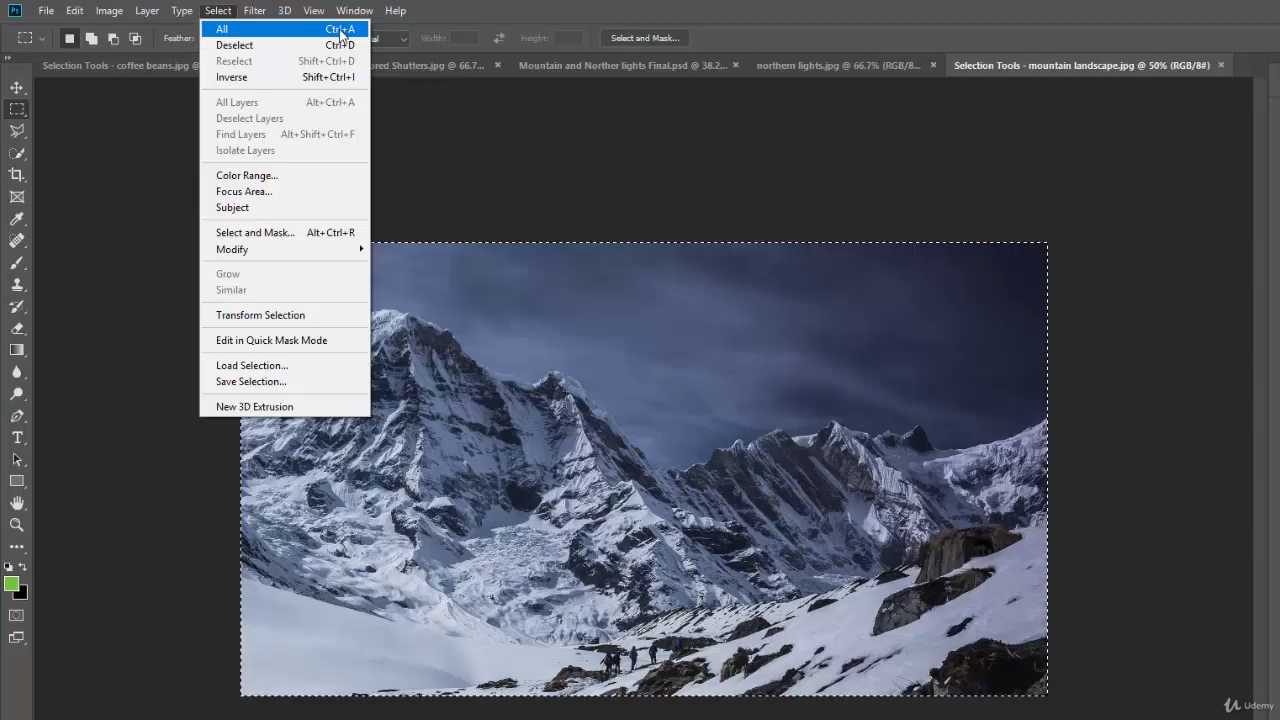 Ps File Edit Image Layer Type Select Filter 3D View Window Help
Feather: Width: Height: Select and Mask...
Selection Tools - coffee beans.jpg @ ored Shutters.jpg @ 66.7... × Mountain and Norther lights Final.psd @ 38.2... × northern lights.jpg @ 66.7% (RGB/8... × Selection Tools - mountain landscape.jpg @ 50% (RGB/8#) ×
All Ctrl+A
Deselect Ctrl+D
Reselect Shift+Ctrl+D
Inverse Shift+Ctrl+I
All Layers Alt+Ctrl+A
Deselect Layers
Find Layers Alt+Shift+Ctrl+F
Isolate Layers
Color Range...
Focus Area...
Subject
Select and Mask... Alt+Ctrl+R
Modify
Grow
Similar
Transform Selection
Edit in Quick Mask Mode
Load Selection...
Save Selection...
New 3D Extrusion
T
Udemy